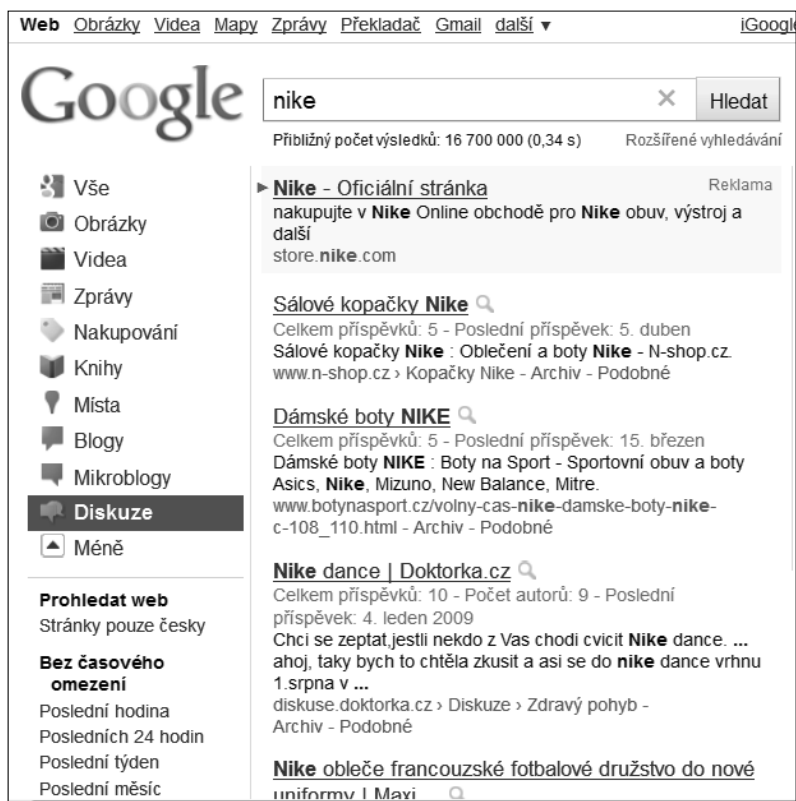 Web Obrázky Videa Mapy Zprávy Překladač Gmail další ▼ iGoogle
Google
nike
Hledat
Přibližný počet výsledků: 16 700 000 (0,34 s) Rozšířené vyhledávání
Vše
Obrázky
Videa
Zprávy
Nakupování
Knihy
Místa
Blogy
Mikroblogy
Diskuze
Méně
Prohledat web
Stránky pouze česky
Bez časového
omezení
Poslední hodina
Posledních 24 hodin
Poslední týden
Poslední měsíc
Nike - Oficiální stránka Reklama
nakupujte v Nike Online obchodě pro Nike obuv, výstroj a
další
store.nike.com
Sálové kopačky Nike
Celkem příspěvků: 5 - Poslední příspěvek: 5. duben
Sálové kopačky Nike : Oblečení a boty Nike - N-shop.cz.
www.n-shop.cz › Kopačky Nike - Archiv - Podobné
Dámské boty NIKE
Celkem příspěvků: 5 - Poslední příspěvek: 15. březen
Dámské boty NIKE : Boty na Sport - Sportovní obuv a boty
Asics, Nike, Mizuno, New Balance, Mitre.
www.botynasport.cz/volny-cas-nike-damske-boty-nike-
c-108_110.html - Archiv - Podobné
Nike dance | Doktorka.cz
Celkem příspěvků: 10 - Počet autorů: 9 - Poslední
příspěvek: 4. leden 2009
Chci se zeptat,jestli nekdo z Vas chodi cvicit Nike dance. ...
ahoj, taky bych to chtěla zkusit a asi se do nike dance vrhnu
1.srpna v ...
diskuse.doktorka.cz › Diskuze › Zdravý pohyb -
Archiv - Podobné
Nike obleče francouzské fotbalové družstvo do nové
uniformy | Maxi ...